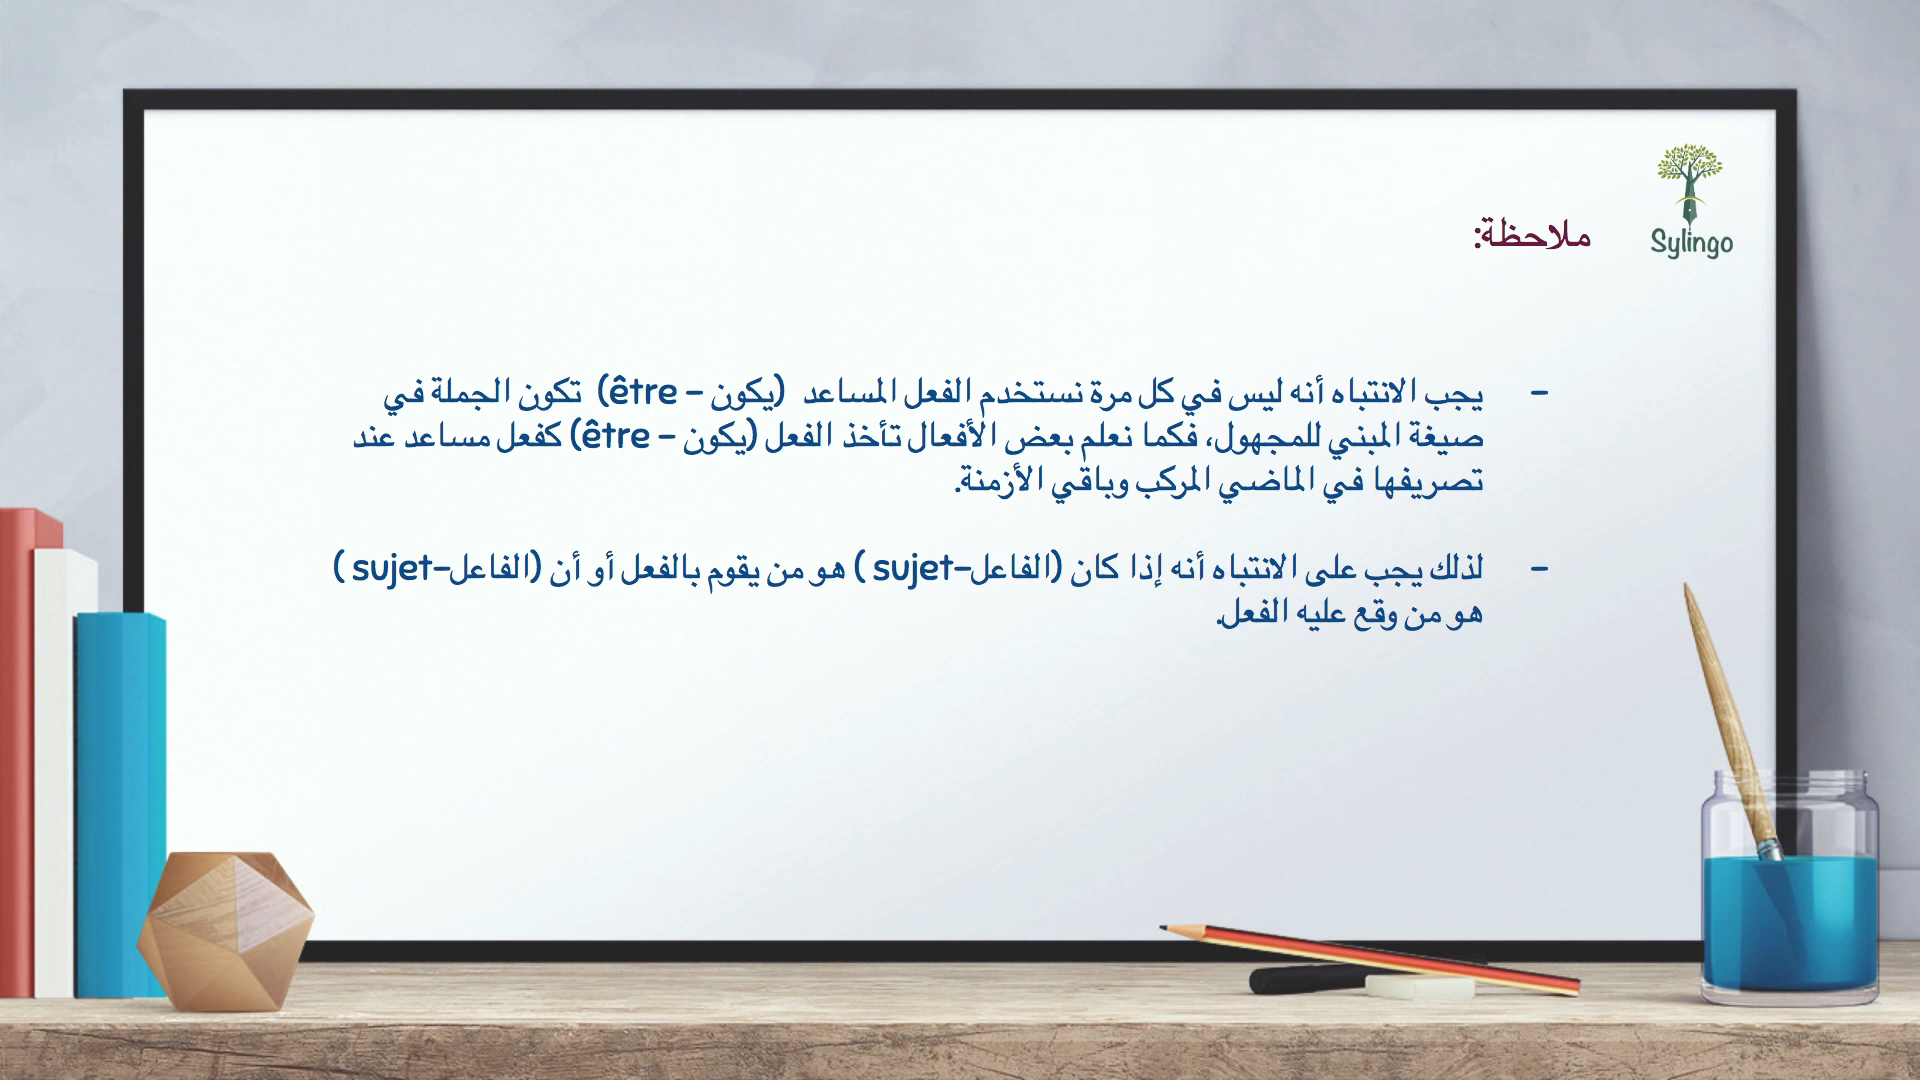 Sylingo
ملاحظة:
- يجب الانتباه أنه ليس في كل مرة نستخدم الفعل المساعد (يكون – être) تكون الجملة في
صيغة المبني للمجهول، فكما نعلم بعض الأفعال تأخذ الفعل (يكون – être) كفعل مساعد عند
تصريفها في الماضي المركب وباقي الأزمنة.
- لذلك يجب على الانتباه أنه إذا كان (الفاعل–sujet ) هو من يقوم بالفعل أو أن (الفاعل–sujet )
هو من وقع عليه الفعل.